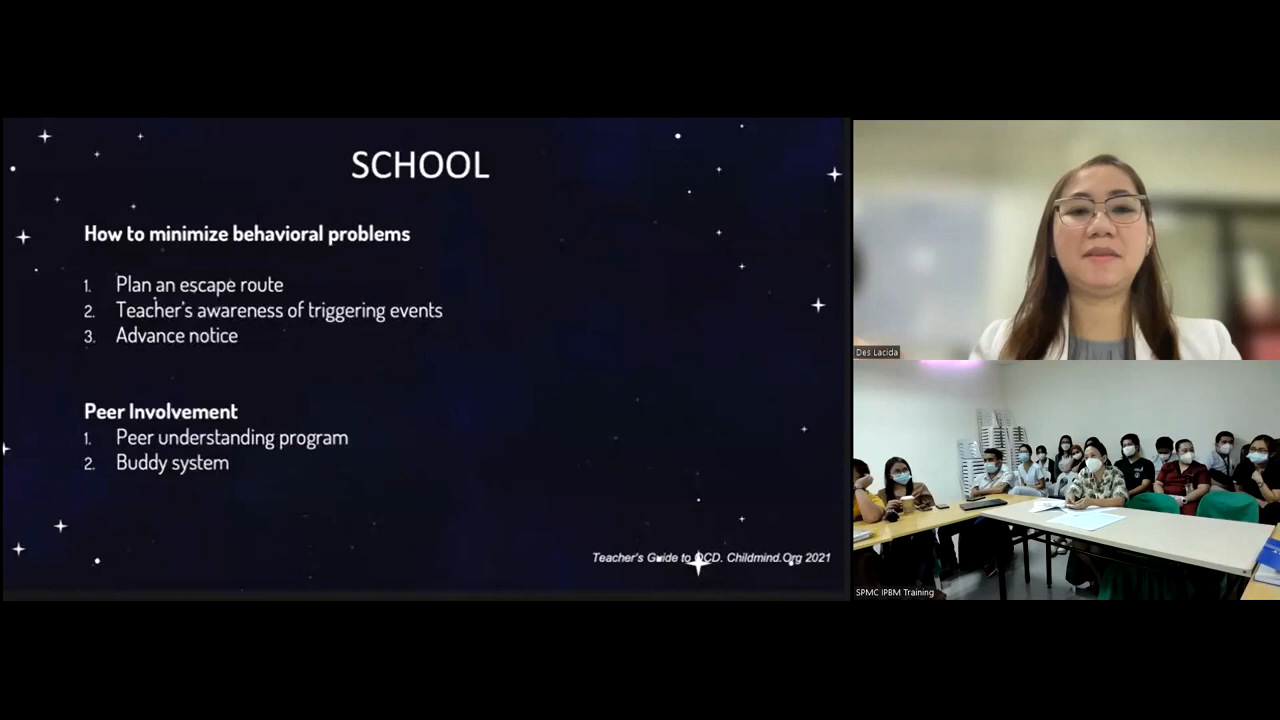 SCHOOL
How to minimize behavioral problems
1. Plan an escape route
2. Teacher's awareness of triggering events
3. Advance notice
Peer Involvement
1. Peer understanding program
2. Buddy system
Teacher's Guide to OCD. Childmind.Org 2021
Des Lacida
SPMC IPBM Training